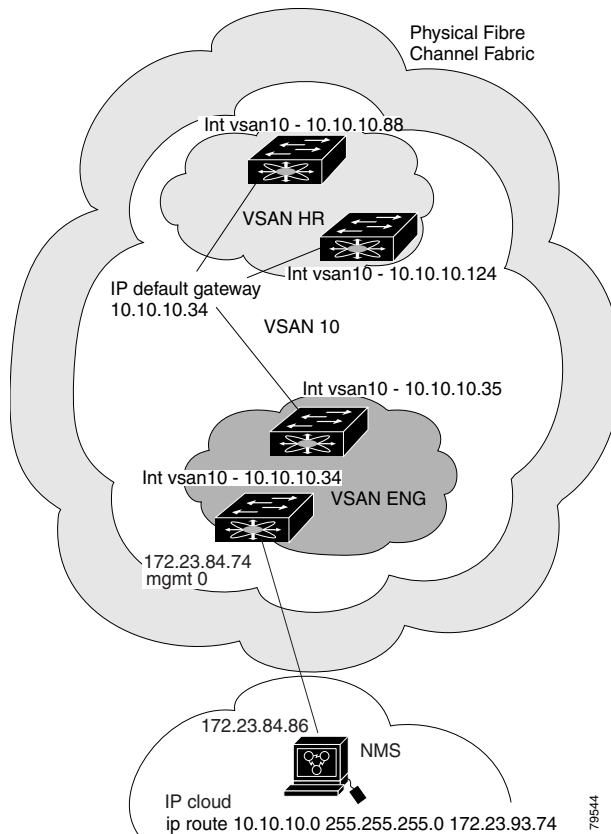 Physical Fibre
Channel Fabric
Int vsan10 - 10.10.10.88
VSAN HR
Int vsan10 - 10.10.10.124
IP default gateway
10.10.10.34
VSAN 10
Int vsan10 - 10.10.10.35
Int vsan10 - 10.10.10.34
VSAN ENG
172.23.84.74
mgmt 0
172.23.84.86
NMS
IP cloud
ip route 10.10.10.0 255.255.255.0 172.23.93.74
79544